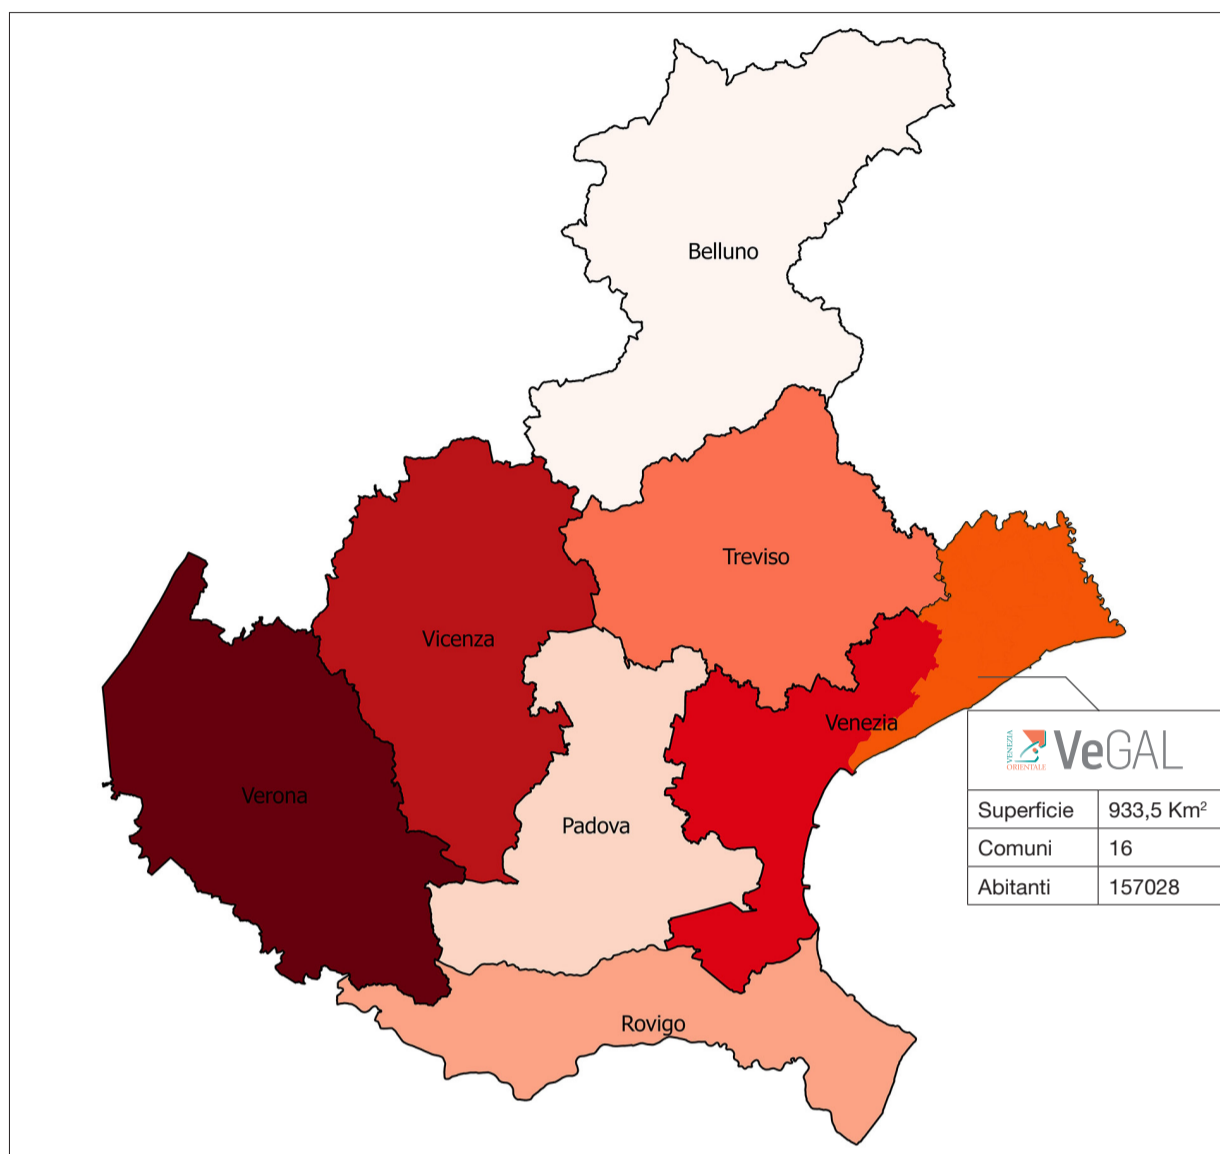 Belluno
Treviso
Vicenza
Venezia
VENEZIA
ORIENTALE
VeGAL
Verona
Superficie 933,5 Km²
Padova
Comuni 16
Abitanti 157028
Rovigo